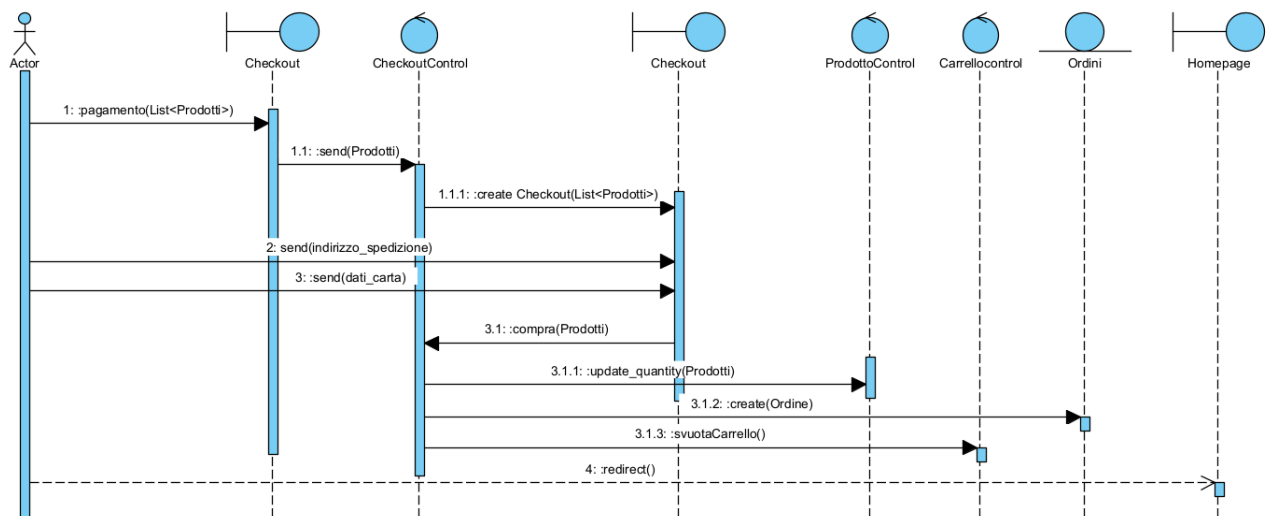 Actor
Checkout
CheckoutControl
Checkout
ProdottoControl
Carrellocontrol
Ordini
Homepage
1: :pagamento(List<Prodotti>)
1.1: :send(Prodotti)
1.1.1: :create Checkout(List<Prodotti>)
2: send(indirizzo_spedizione)
3: :send(dati_carta)
3.1: :compra(Prodotti)
3.1.1: :update_quantity(Prodotti)
3.1.2: :create(Ordine)
3.1.3: :svuotaCarrello()
4: :redirect()